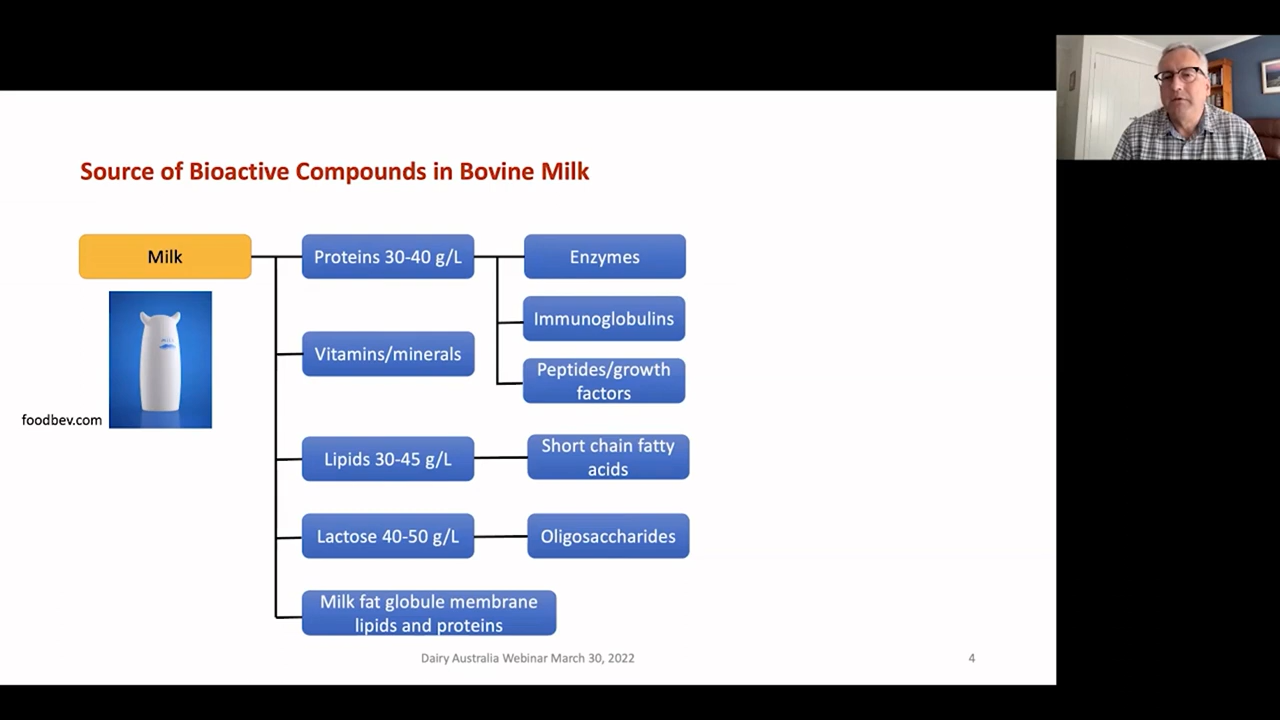 Source of Bioactive Compounds in Bovine Milk
Milk
Proteins 30-40 g/L
Enzymes
Immunoglobulins
Vitamins/minerals
Peptides/growth
factors
foodbev.com
Lipids 30-45 g/L
Short chain fatty
acids
Lactose 40-50 g/L
Oligosaccharides
Milk fat globule membrane
lipids and proteins
Dairy Australia Webinar March 30, 2022
4